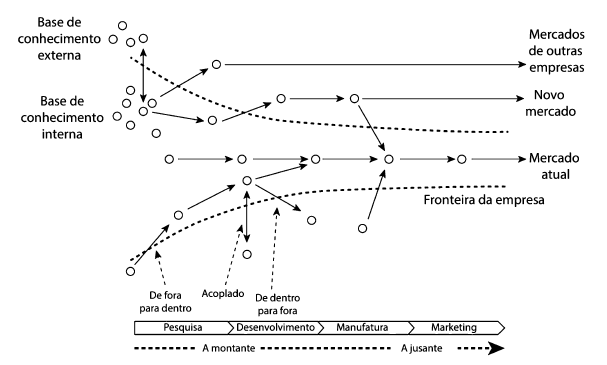 Base de
conhecimento
externa
Mercados
de outras
empresas
Base de
conhecimento
interna
Novo
mercado
Mercado
atual
Fronteira da empresa
De fora
para dentro
Acoplado
De dentro
para fora
Pesquisa
Desenvolvimento
Manufatura
Marketing
A montante
A jusante